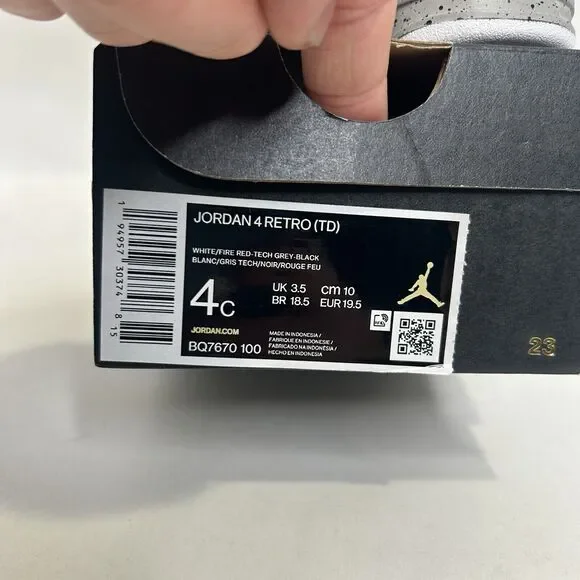 JORDAN 4 RETRO (TD)
WHITE/FIRE RED-TECH GREY-BLACK
BLANC/GRIS TECH/NOIR/ROUGE FEU
4C
UK 3.5 cm 10
BR 18.5 EUR 19.5
JORDAN.COM
BQ7670 100
MADE IN INDONESIA /
FABRIQUE EN INDONESIE /
FABRICADO NA INDONÉSIA /
HECHO EN INDONESIA
1 94957 30374 8 15
23